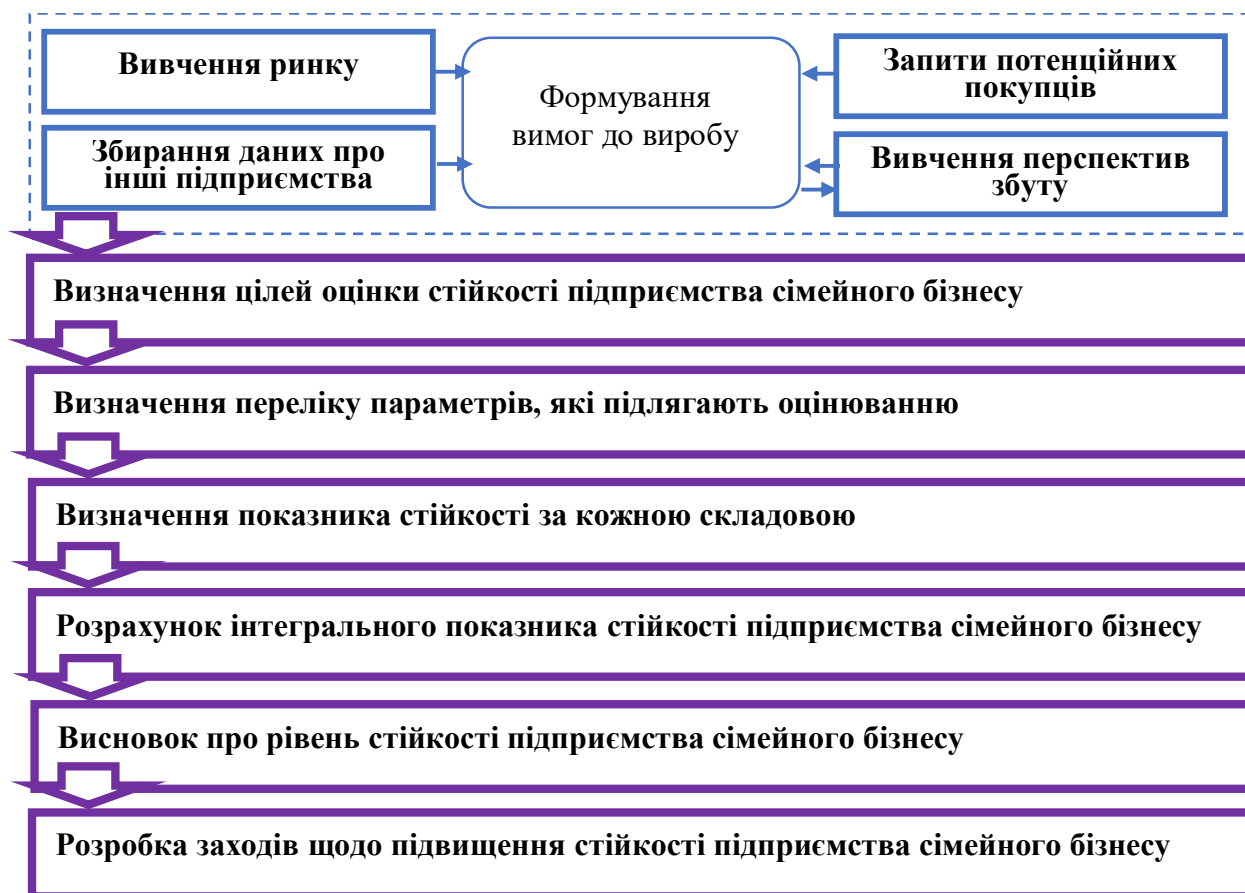 Вивчення ринку
Збирання даних про
інші підприємства
Формування
вимог до виробу
Запити потенційних
покупців
Вивчення перспектив
збуту
Визначення цілей оцінки стійкості підприємства сімейного бізнесу
Визначення переліку параметрів, які підлягають оцінюванню
Визначення показника стійкості за кожною складовою
Розрахунок інтегрального показника стійкості підприємства сімейного бізнесу
Висновок про рівень стійкості підприємства сімейного бізнесу
Розробка заходів щодо підвищення стійкості підприємства сімейного бізнесу